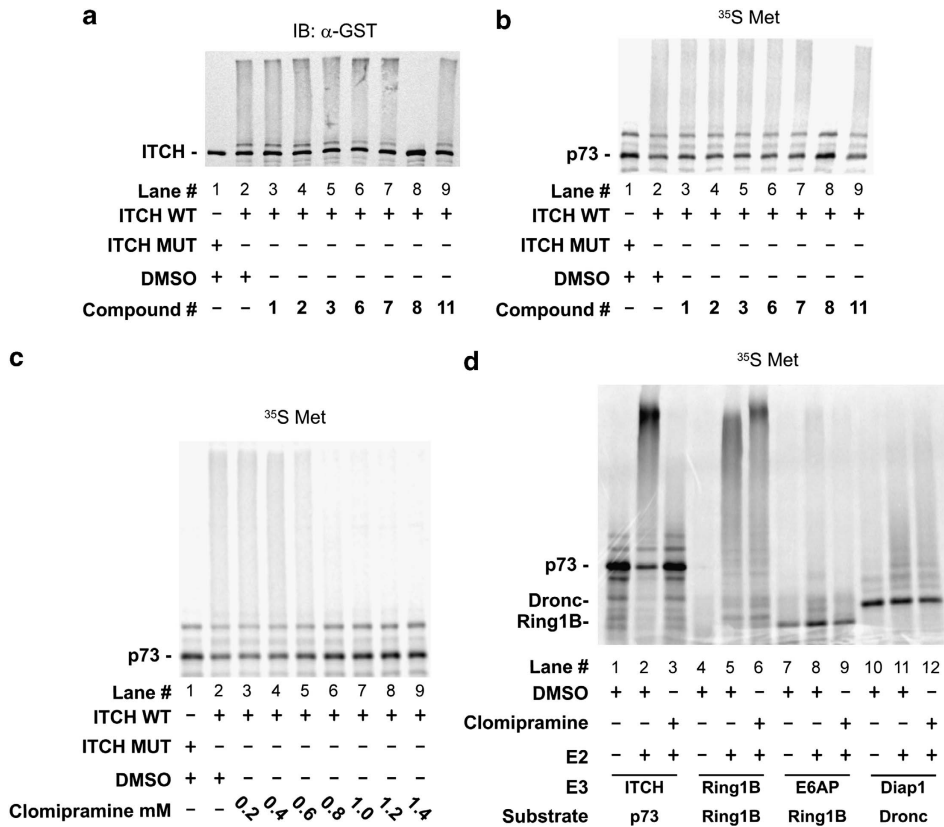 a
IB: α-GST
ITCH -
Lane # 1 2 3 4 5 6 7 8 9
ITCH WT − + + + + + + + +
ITCH MUT + − − − − − − − −
DMSO + + − − − − − − −
Compound # − − 1 2 3 6 7 8 11
b
35S Met
p73 -
Lane # 1 2 3 4 5 6 7 8 9
ITCH WT − + + + + + + + +
ITCH MUT + − − − − − − − −
DMSO + + − − − − − − −
Compound # − − 1 2 3 6 7 8 11
c
35S Met
p73 -
Lane # 1 2 3 4 5 6 7 8 9
ITCH WT − + + + + + + + +
ITCH MUT + − − − − − − − −
DMSO + + − − − − − − −
Clomipramine mM − − 0.2 0.4 0.6 0.8 1.0 1.2 1.4
d
35S Met
p73 -
Dronc-
Ring1B-
Lane # 1 2 3 4 5 6 7 8 9 10 11 12
DMSO + + − + + − + + − + + −
Clomipramine − − + − − + − − + − − +
E2 − + + − + + − + + − + +
E3 ITCH Ring1B E6AP Diap1
Substrate p73 Ring1B Ring1B Dronc